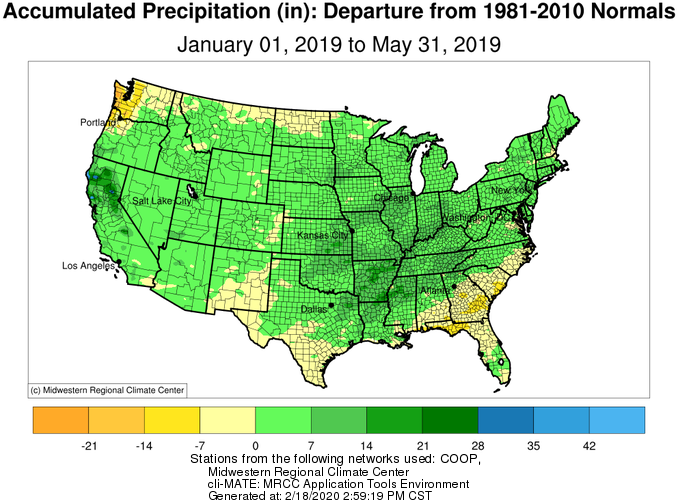 Accumulated Precipitation (in): Departure from 1981-2010 Normals
January 01, 2019 to May 31, 2019
Portland
New York
Chicago
Salt Lake City
Washington, DC
Kansas City
Los Angeles
Atlanta
Dallas
(c) Midwestern Regional Climate Center
-21 -14 -7 0 7 14 21 28 35 42
Stations from the following networks used: COOP,
Midwestern Regional Climate Center
cli-MATE: MRCC Application Tools Environment
Generated at: 2/18/2020 2:59:19 PM CST